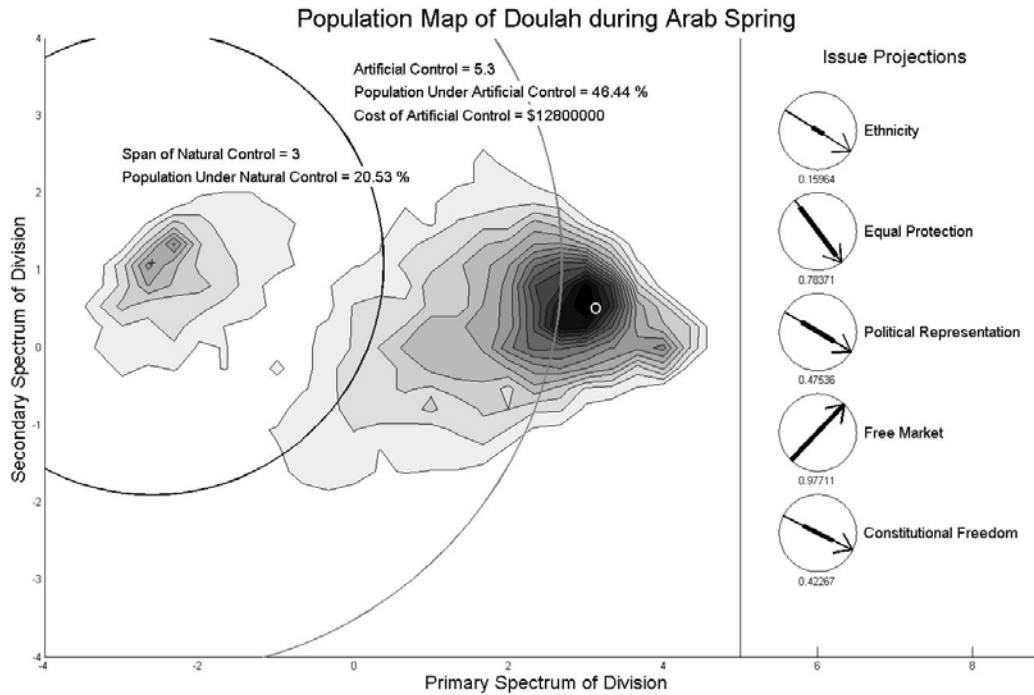 Population Map of Doulah during Arab Spring
Artificial Control = 5.3
Population Under Artificial Control = 46.44 %
Cost of Artificial Control = $12800000
Span of Natural Control = 3
Population Under Natural Control = 20.53 %
Secondary Spectrum of Division
4
3
2
1
0
-1
-2
-3
-4
-4
-2
0
2
4
6
8
Primary Spectrum of Division
Issue Projections
Ethnicity
0.15964
Equal Protection
0.78371
Political Representation
0.47536
Free Market
0.97711
Constitutional Freedom
0.42267